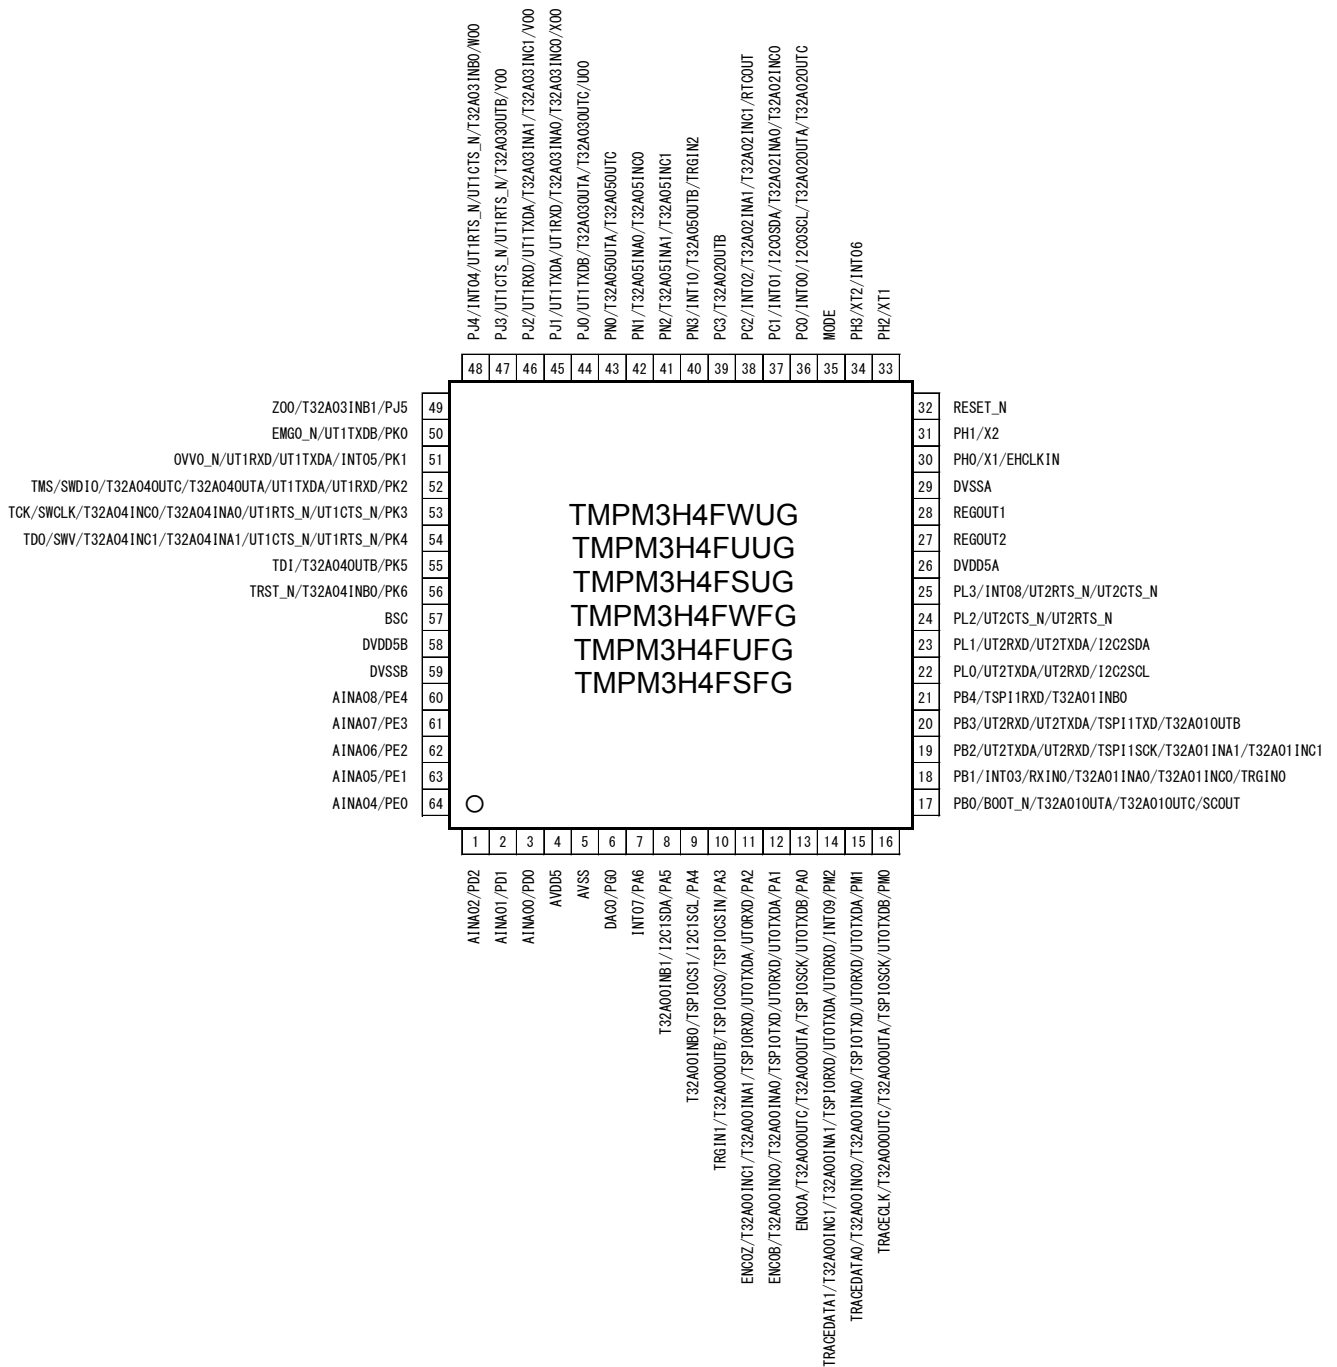 PJ4/INT04/UT1RTS_N/UT1CTS_N/T32A03INB0/WO0
PJ3/UT1CTS_N/UT1RTS_N/T32A03OUTB/YO0
PJ2/UT1RXD/UT1TXDA/T32A03INA1/T32A03INC1/VO0
PJ1/UT1TXDA/UT1RXD/T32A03INA0/T32A03INC0/XO0
PJ0/UT1TXDB/T32A03OUTA/T32A03OUTC/UO0
PN0/T32A05OUTA/T32A05OUTC
PN1/T32A05INA0/T32A05INC0
PN2/T32A05INA1/T32A05INC1
PN3/INT10/T32A05OUTB/TRGIN2
PC3/T32A02OUTB
PC2/INT02/T32A02INA1/T32A02INC1/RTCOUT
PC1/INT01/I2C0SDA/T32A02INA0/T32A02INC0
PC0/INT00/I2C0SCL/T32A02OUTA/T32A02OUTC
MODE
PH3/XT2/INT06
PH2/XT1
48 47 46 45 44 43 42 41 40 39 38 37 36 35 34 33
ZO0/T32A03INB1/PJ5 49
EMG0_N/UT1TXDB/PK0 50
OVV0_N/UT1RXD/UT1TXDA/INT05/PK1 51
TMS/SWDIO/T32A04OUTC/T32A04OUTA/UT1TXDA/UT1RXD/PK2 52
TCK/SWCLK/T32A04INC0/T32A04INA0/UT1RTS_N/UT1CTS_N/PK3 53
TDO/SWV/T32A04INC1/T32A04INA1/UT1CTS_N/UT1RTS_N/PK4 54
TDI/T32A04OUTB/PK5 55
TRST_N/T32A04INB0/PK6 56
BSC 57
DVDD5B 58
DVSSB 59
AINA08/PE4 60
AINA07/PE3 61
AINA06/PE2 62
AINA05/PE1 63
AINA04/PE0 64
TMPM3H4FWUG
TMPM3H4FUUG
TMPM3H4FSUG
TMPM3H4FWFG
TMPM3H4FUFG
TMPM3H4FSFG
32 RESET_N
31 PH1/X2
30 PH0/X1/EHCLKIN
29 DVSSA
28 REGOUT1
27 REGOUT2
26 DVDD5A
25 PL3/INT08/UT2RTS_N/UT2CTS_N
24 PL2/UT2CTS_N/UT2RTS_N
23 PL1/UT2RXD/UT2TXDA/I2C2SDA
22 PL0/UT2TXDA/UT2RXD/I2C2SCL
21 PB4/TSPI1RXD/T32A01INB0
20 PB3/UT2RXD/UT2TXDA/TSPI1TXD/T32A01OUTB
19 PB2/UT2TXDA/UT2RXD/TSPI1SCK/T32A01INA1/T32A01INC1
18 PB1/INT03/RXIN0/T32A01INA0/T32A01INC0/TRGIN0
17 PB0/BOOT_N/T32A01OUTA/T32A01OUTC/SCOUT
1 2 3 4 5 6 7 8 9 10 11 12 13 14 15 16
AINA02/PD2
AINA01/PD1
AINA00/PD0
AVDD5
AVSS
DAC0/PG0
INT07/PA6
T32A00INB1/I2C1SDA/PA5
T32A00INB0/TSPI0CS1/I2C1SCL/PA4
TRGIN1/T32A00OUTB/TSPI0CS0/TSPI0CSIN/PA3
ENC0Z/T32A00INC1/T32A00INA1/TSPI0RXD/UT0TXDA/UT0RXD/PA2
ENC0B/T32A00INC0/T32A00INA0/TSPI0TXD/UT0RXD/UT0TXDA/PA1
ENC0A/T32A00OUTC/T32A00OUTA/TSPI0SCK/UT0TXDB/PA0
TRACEDATA1/T32A00INC1/T32A00INA1/TSPI0RXD/UT0TXDA/UT0RXD/INT09/PM2
TRACEDATA0/T32A00INC0/T32A00INA0/TSPI0TXD/UT0RXD/UT0TXDA/PM1
TRACECLK/T32A00OUTC/T32A00OUTA/TSPI0SCK/UT0TXDB/PM0